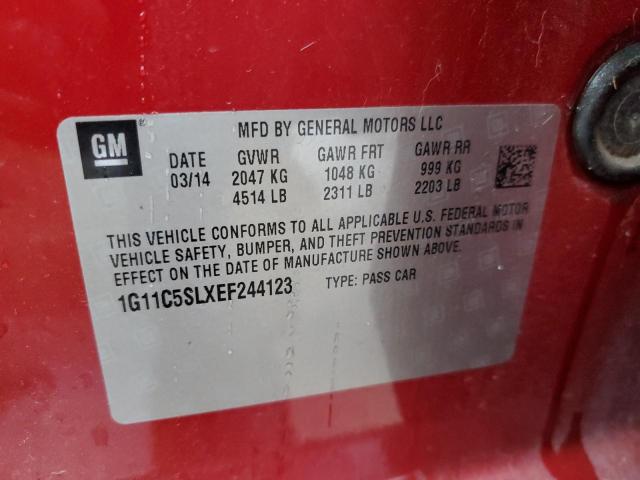 GM
MFD BY GENERAL MOTORS LLC
DATE GVWR GAWR FRT GAWR RR
03/14 2047 KG 1048 KG 999 KG
4514 LB 2311 LB 2203 LB
THIS VEHICLE CONFORMS TO ALL APPLICABLE U.S. FEDERAL MOTOR
VEHICLE SAFETY, BUMPER, AND THEFT PREVENTION STANDARDS IN
EFFECT ON THE DATE OF MANUFACTURE SHOWN ABOVE.
1G11C5SLXEF244123 TYPE: PASS CAR